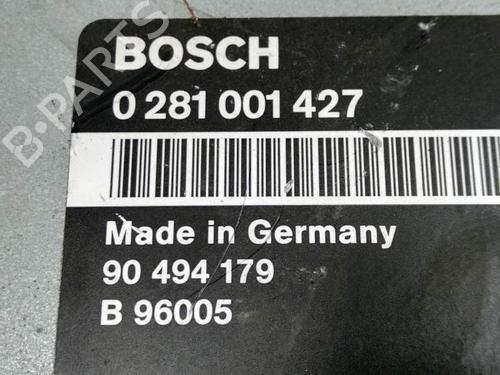 BOSCH
0 281 001 427
Made in Germany
90 494 179
B 96005
B-PARTS